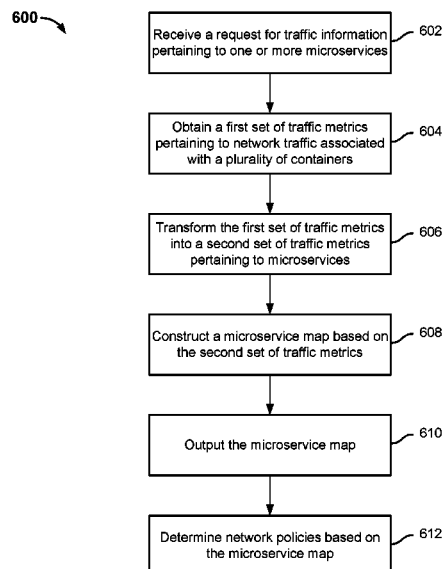 600
Receive a request for traffic information
pertaining to one or more microservices
602
Obtain a first set of traffic metrics
pertaining to network traffic associated
with a plurality of containers
604
Transform the first set of traffic metrics
into a second set of traffic metrics
pertaining to microservices
606
Construct a microservice map based on
the second set of traffic metrics
608
Output the microservice map
610
Determine network policies based on
the microservice map
612